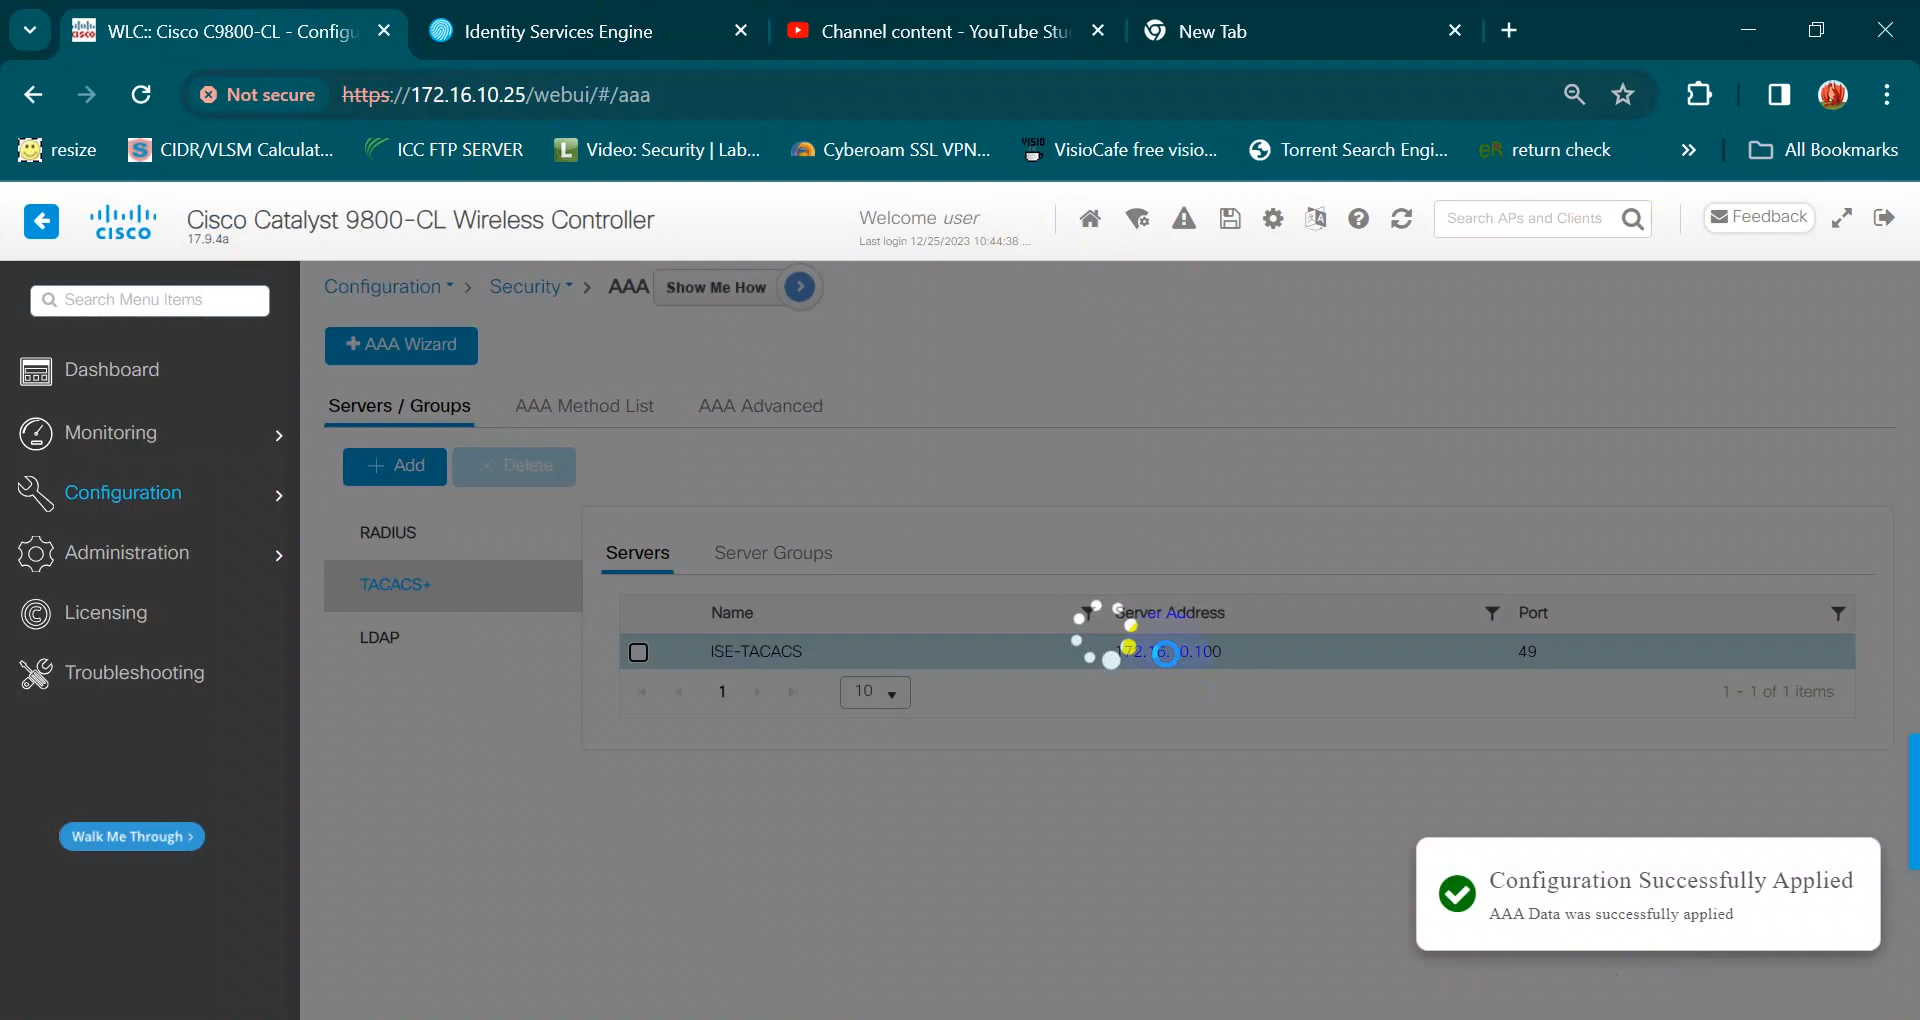 WLC:: Cisco C9800-CL - Configu
Identity Services Engine
Channel content - YouTube Stu
New Tab
Not secure
https://172.16.10.25/webui/#/aaa
resize
CIDR/VLSM Calculat...
ICC FTP SERVER
Video: Security | Lab...
Cyberoam SSL VPN...
VisioCafe free visio...
Torrent Search Engi...
eR return check
All Bookmarks
CISCO
Cisco Catalyst 9800-CL Wireless Controller
17.9.4a
Welcome user
Last login 12/25/2023 10:44:38 ...
Search APs and Clients
Feedback
Search Menu Items
Dashboard
Monitoring
Configuration
Administration
Licensing
Troubleshooting
Walk Me Through >
Configuration > Security > AAA
Show Me How
+ AAA Wizard
Servers / Groups
AAA Method List
AAA Advanced
+ Add
× Delete
RADIUS
TACACS+
LDAP
Servers
Server Groups
Name
Server Address
Port
ISE-TACACS
49
1
10
1 - 1 of 1 items
Configuration Successfully Applied
AAA Data was successfully applied